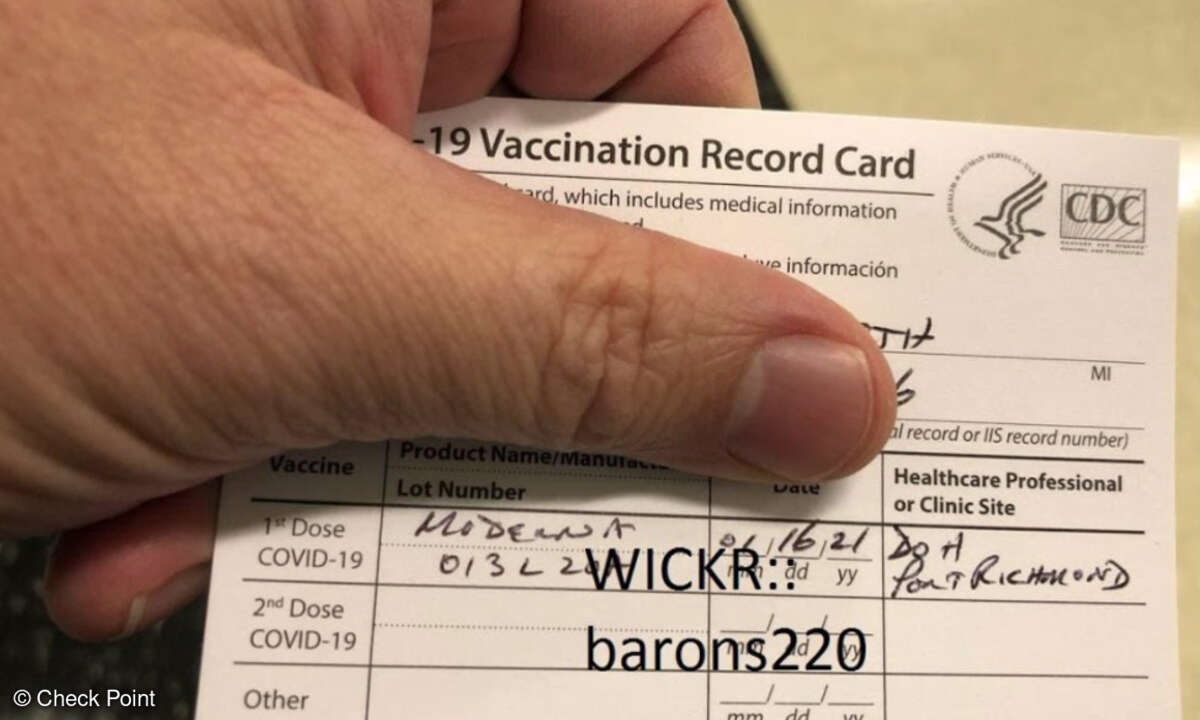 -19 Vaccination Record Card
ard, which includes medical information
ve información
MI
al record or IIS record number)
Vaccine
Product Name/Manufact
Lot Number
Date
Healthcare Professional
or Clinic Site
1st Dose
COVID-19
MODERNA
013L20
01/16/21
mm dd yy
DOH
PORT RICHMOND
WICKR::
2nd Dose
COVID-19
mm dd yy
barons220
Other
mm dd yy
CDC
© Check Point